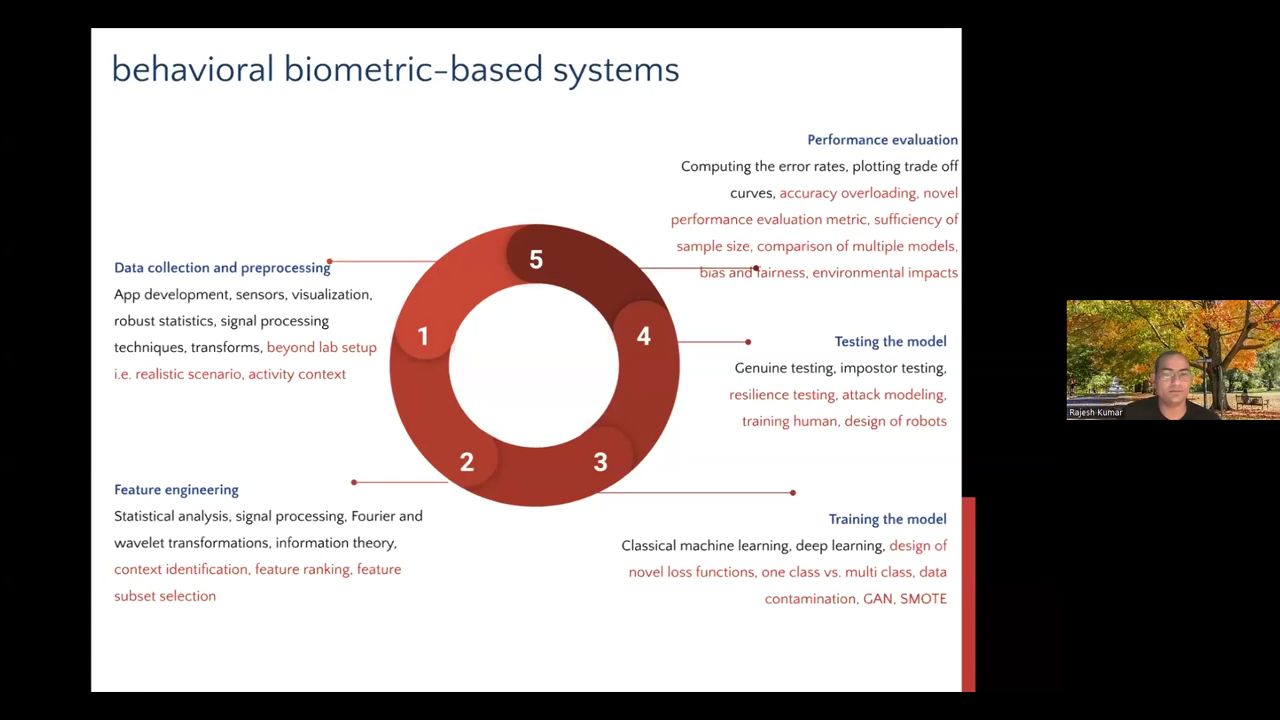 behavioral biometric-based systems
Performance evaluation
Computing the error rates, plotting trade off
curves, accuracy overloading, novel
performance evaluation metric, sufficiency of
sample size, comparison of multiple models,
bias and fairness, environmental impacts
Data collection and preprocessing
App development, sensors, visualization,
robust statistics, signal processing
techniques, transforms, beyond lab setup
i.e. realistic scenario, activity context
5
1
4
2
3
Testing the model
Genuine testing, impostor testing,
resilience testing, attack modeling,
training human, design of robots
Feature engineering
Statistical analysis, signal processing, Fourier and
wavelet transformations, information theory,
context identification, feature ranking, feature
subset selection
Training the model
Classical machine learning, deep learning, design of
novel loss functions, one class vs. multi class, data
contamination, GAN, SMOTE
Rajesh Kumar